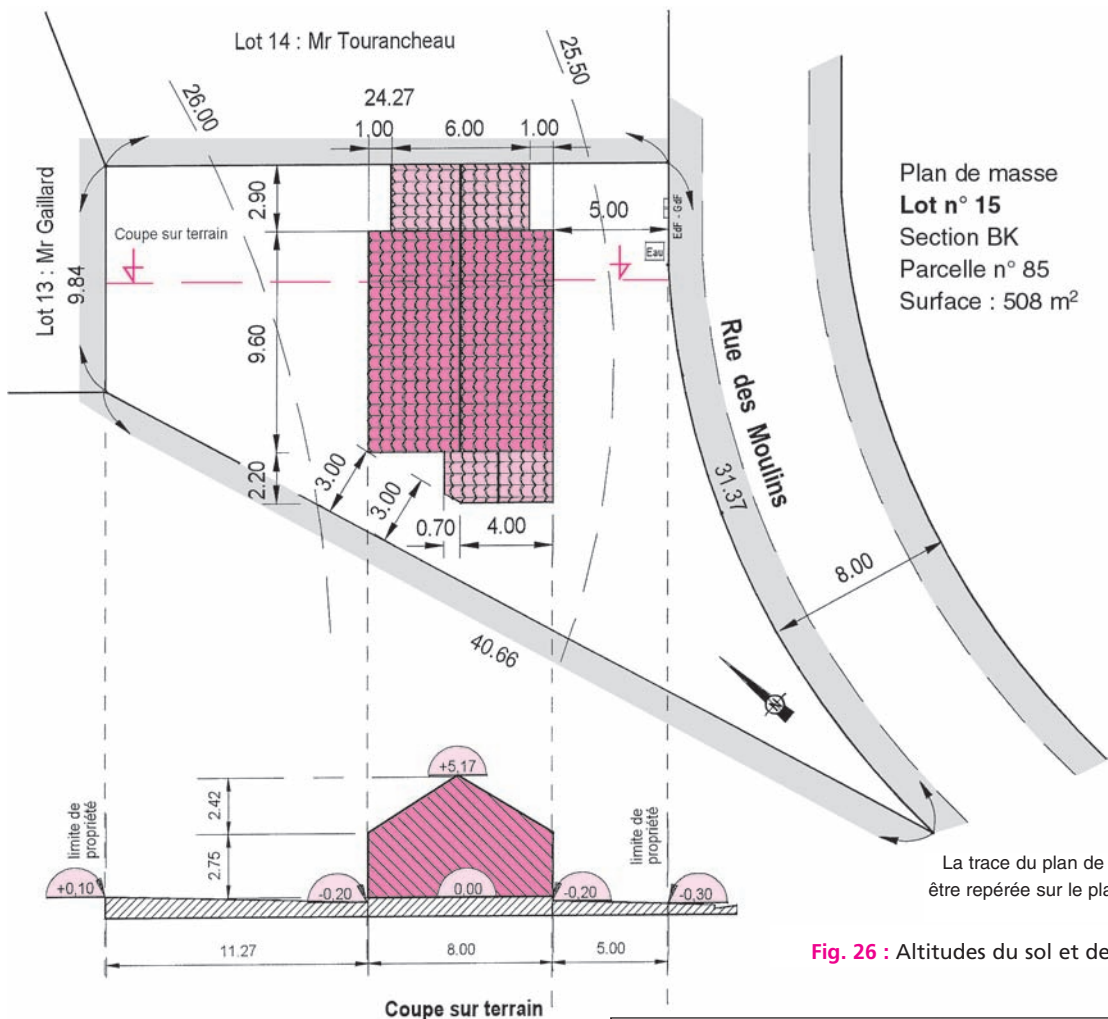 Lot 14 : Mr Tourancheau
26.00
25.50
24.27
1.00
6.00
1.00
Lot 13 : Mr Gaillard
9.84
Coupe sur terrain
2.90
9.60
2.20
5.00
EdF - GdF
Eau
Plan de masse
Lot n° 15
Section BK
Parcelle n° 85
Surface : 508 m²
Rue des Moulins
31.37
8.00
3.00
3.00
0.70
4.00
40.66
N
+5,17
2.42
2.75
limite de
propriété
limite de
propriété
+0,10
-0.20
0,00
-0.20
-0.30
La trace du plan de
être repérée sur le pla
11.27
8.00
5.00
Fig. 26 : Altitudes du sol et de
Coupe sur terrain